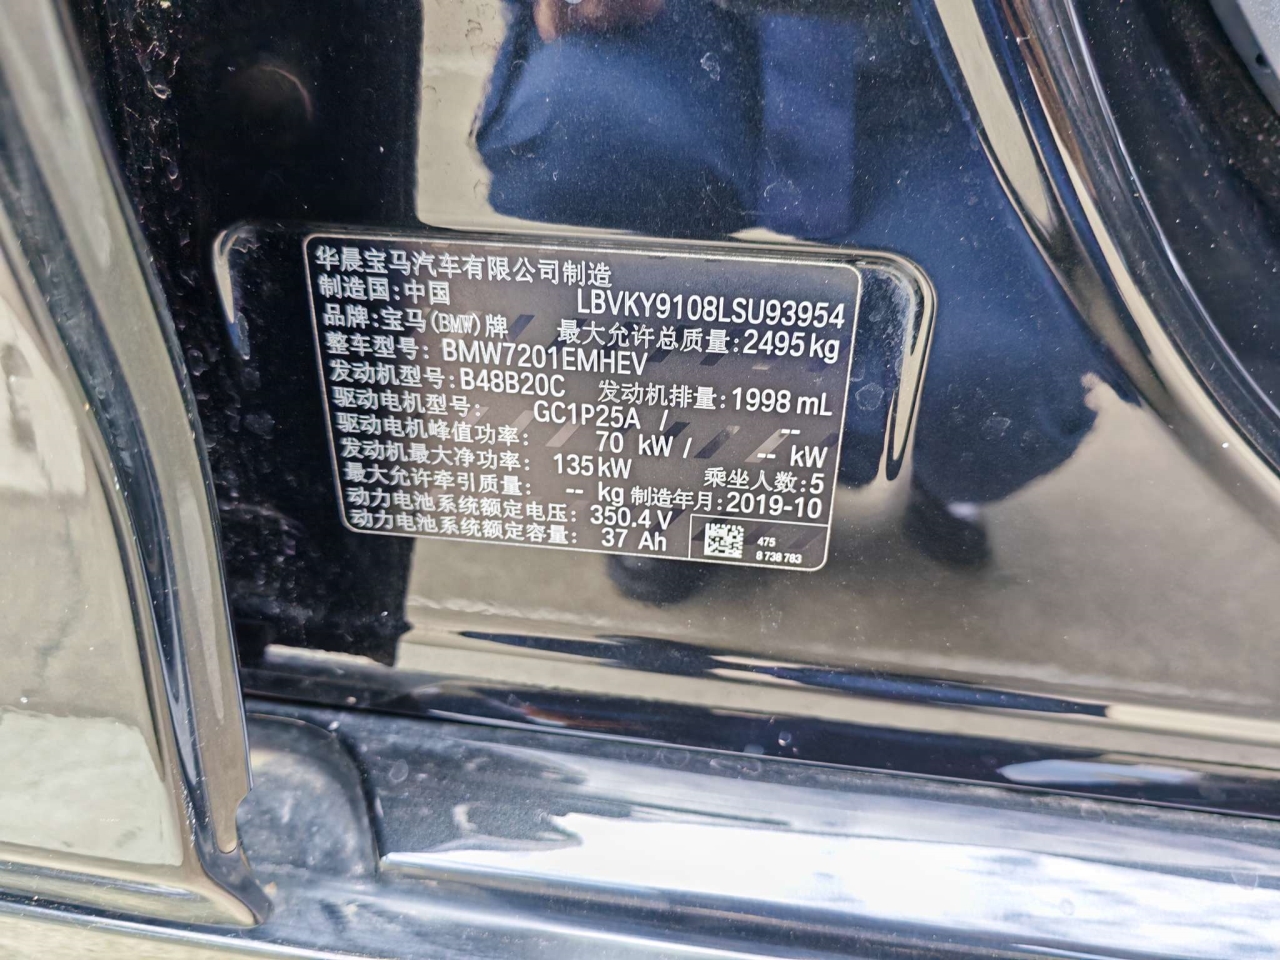 华晨宝马汽车有限公司制造
制造国:中国 LBVKY9108LSU93954
品牌:宝马(BMW)牌 最大允许总质量:2495kg
整车型号: BMW7201EMHEV
发动机型号:B48B20C 发动机排量:1998 mL
驱动电机型号: GC1P25A / --
驱动电机峰值功率: 70 kW / -- kW
发动机最大净功率: 135kW 乘坐人数:5
最大允许牵引质量: -- kg 制造年月:2019-10
动力电池系统额定电压: 350.4 V
动力电池系统额定容量: 37 Ah
475
8 738 783